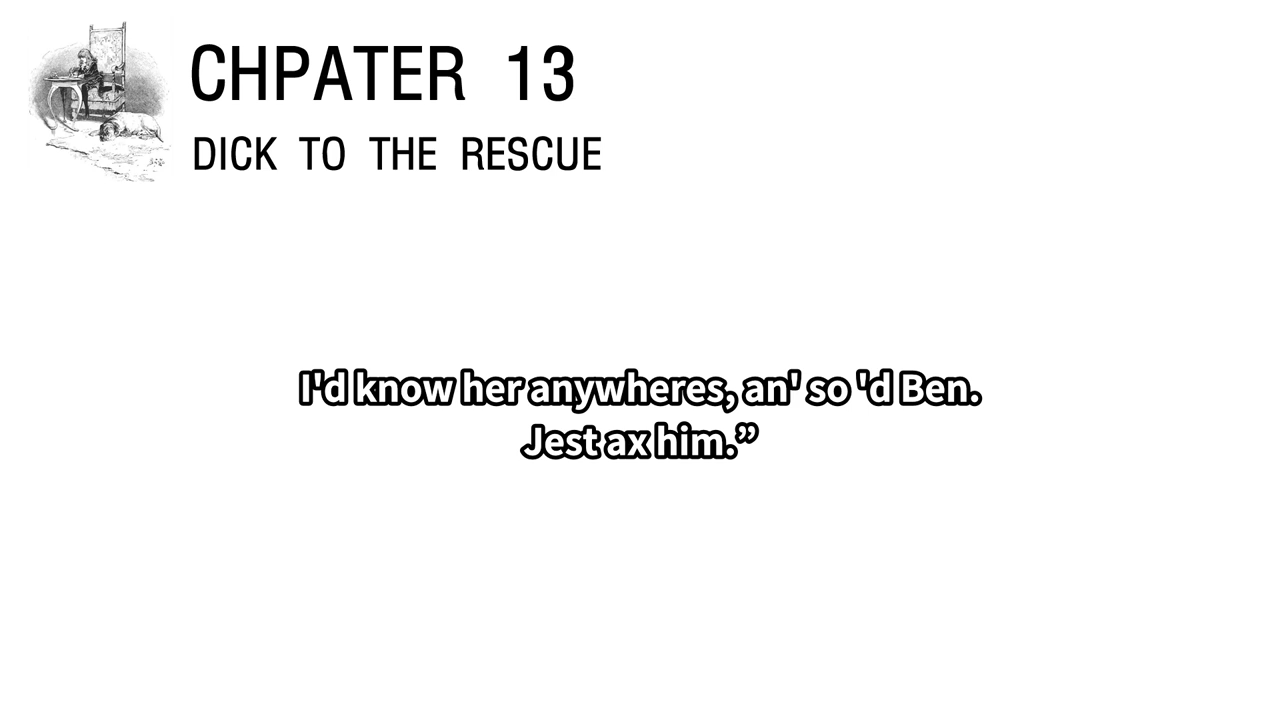 CHPATER 13
DICK TO THE RESCUE
I'd know her anywheres, an' so 'd Ben.
Jest ax him.”